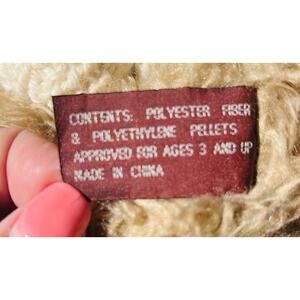 CONTENTS: POLYESTER FIBER
& POLYETHYLENE PELLETS
APPROVED FOR AGES 3 AND UP
MADE IN CHINA